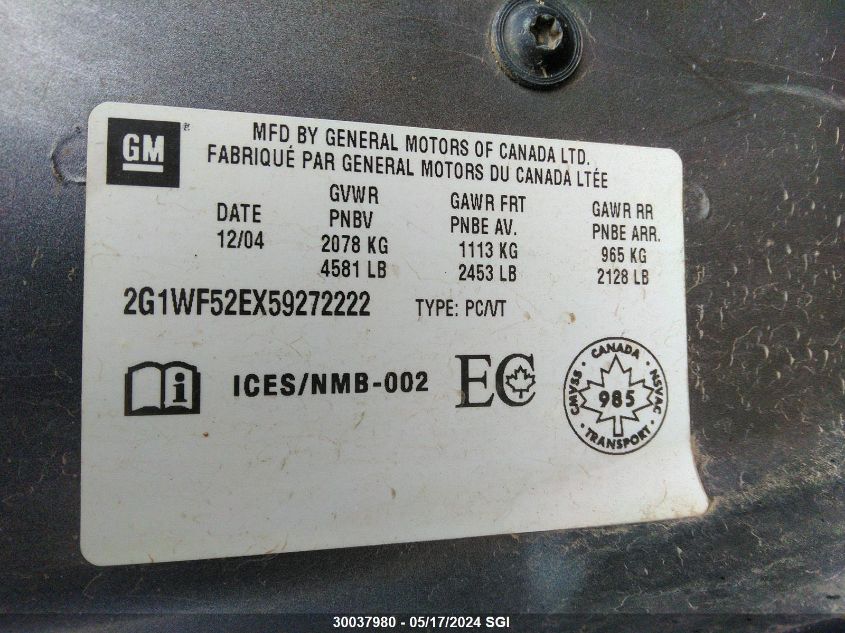 GM ®
MFD BY GENERAL MOTORS OF CANADA LTD.
FABRIQUÉ PAR GENERAL MOTORS DU CANADA LTÉE
DATE
12/04
GVWR
PNBV
2078 KG
4581 LB
GAWR FRT
PNBE AV.
1113 KG
2453 LB
GAWR RR
PNBE ARR.
965 KG
2128 LB
2G1WF52EX59272222 TYPE: PC/VT
i ICES/NMB-002 EC
CANADA
CMVSS 985 NSVAC
TRANSPORT
30037980 - 05/17/2024 SGI